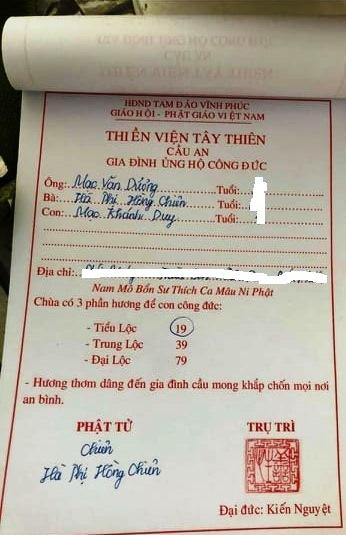 HĐND TAM ĐẢO VĨNH PHÚC
GIÁO HỘI - PHẬT GIÁO VIỆT NAM
THIỀN VIỆN TÂY THIÊN
CẦU AN
GIA ĐÌNH ỦNG HỘ CÔNG ĐỨC
Ông: Mạc Văn Dưởng Tuổi:
Bà: Hà Thị Hồng Chiên Tuổi:
Con: Mạc Khánh Duy Tuổi:
Địa chỉ:
Nam Mô Bổn Sư Thích Ca Mâu Ni Phật
Chùa có 3 phần hương để con công đức:
- Tiểu Lộc 19
- Trung Lộc 39
- Đại Lộc 79
- Hương thơm dâng đến gia đình cầu mong khắp chốn mọi nơi
an bình.
PHẬT TỬ TRỤ TRÌ
Chiên
Hà Thị Hồng Chiên
Đại đức: Kiến Nguyệt